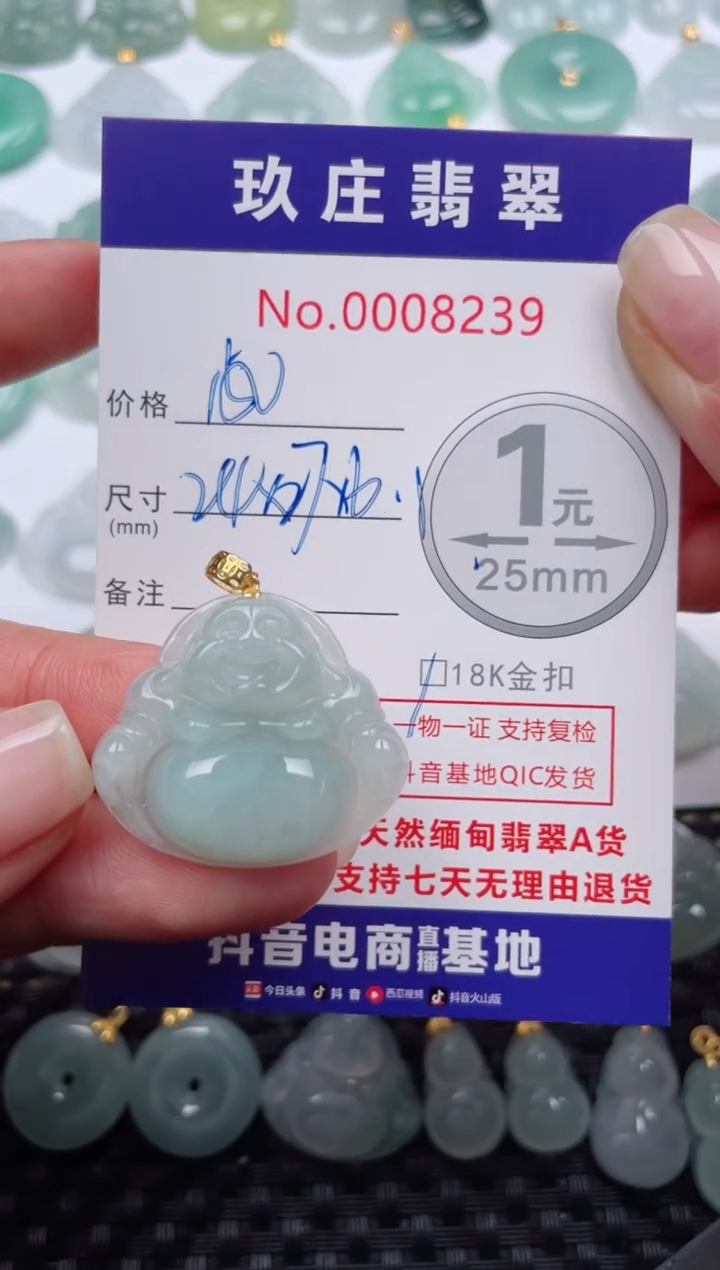 玖庄翡翠
No.0008239
价格
尺寸
(mm)
备注
1元
25mm
18K金扣
一物一证 支持复检
抖音基地QIC发货
天然缅甸翡翠A货
支持七天无理由退货
抖音电商直播基地
今日头条 抖音 西瓜视频 抖音火山版